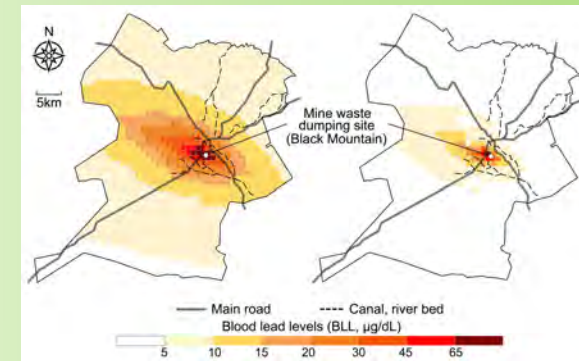 N
5km
Mine waste
dumping site
(Black Mountain)
Main road
Canal, river bed
Blood lead levels (BLL, µg/dL)
5 10 15 20 30 45 65